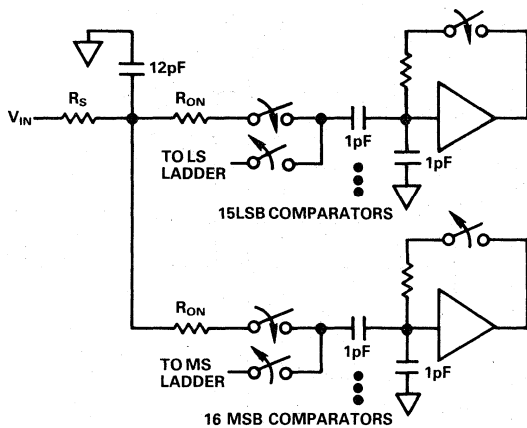 12pF
RS
RON
VIN
1pF
1pF
TO LS
LADDER
15LSB COMPARATORS
RON
1pF
1pF
TO MS
LADDER
16 MSB COMPARATORS